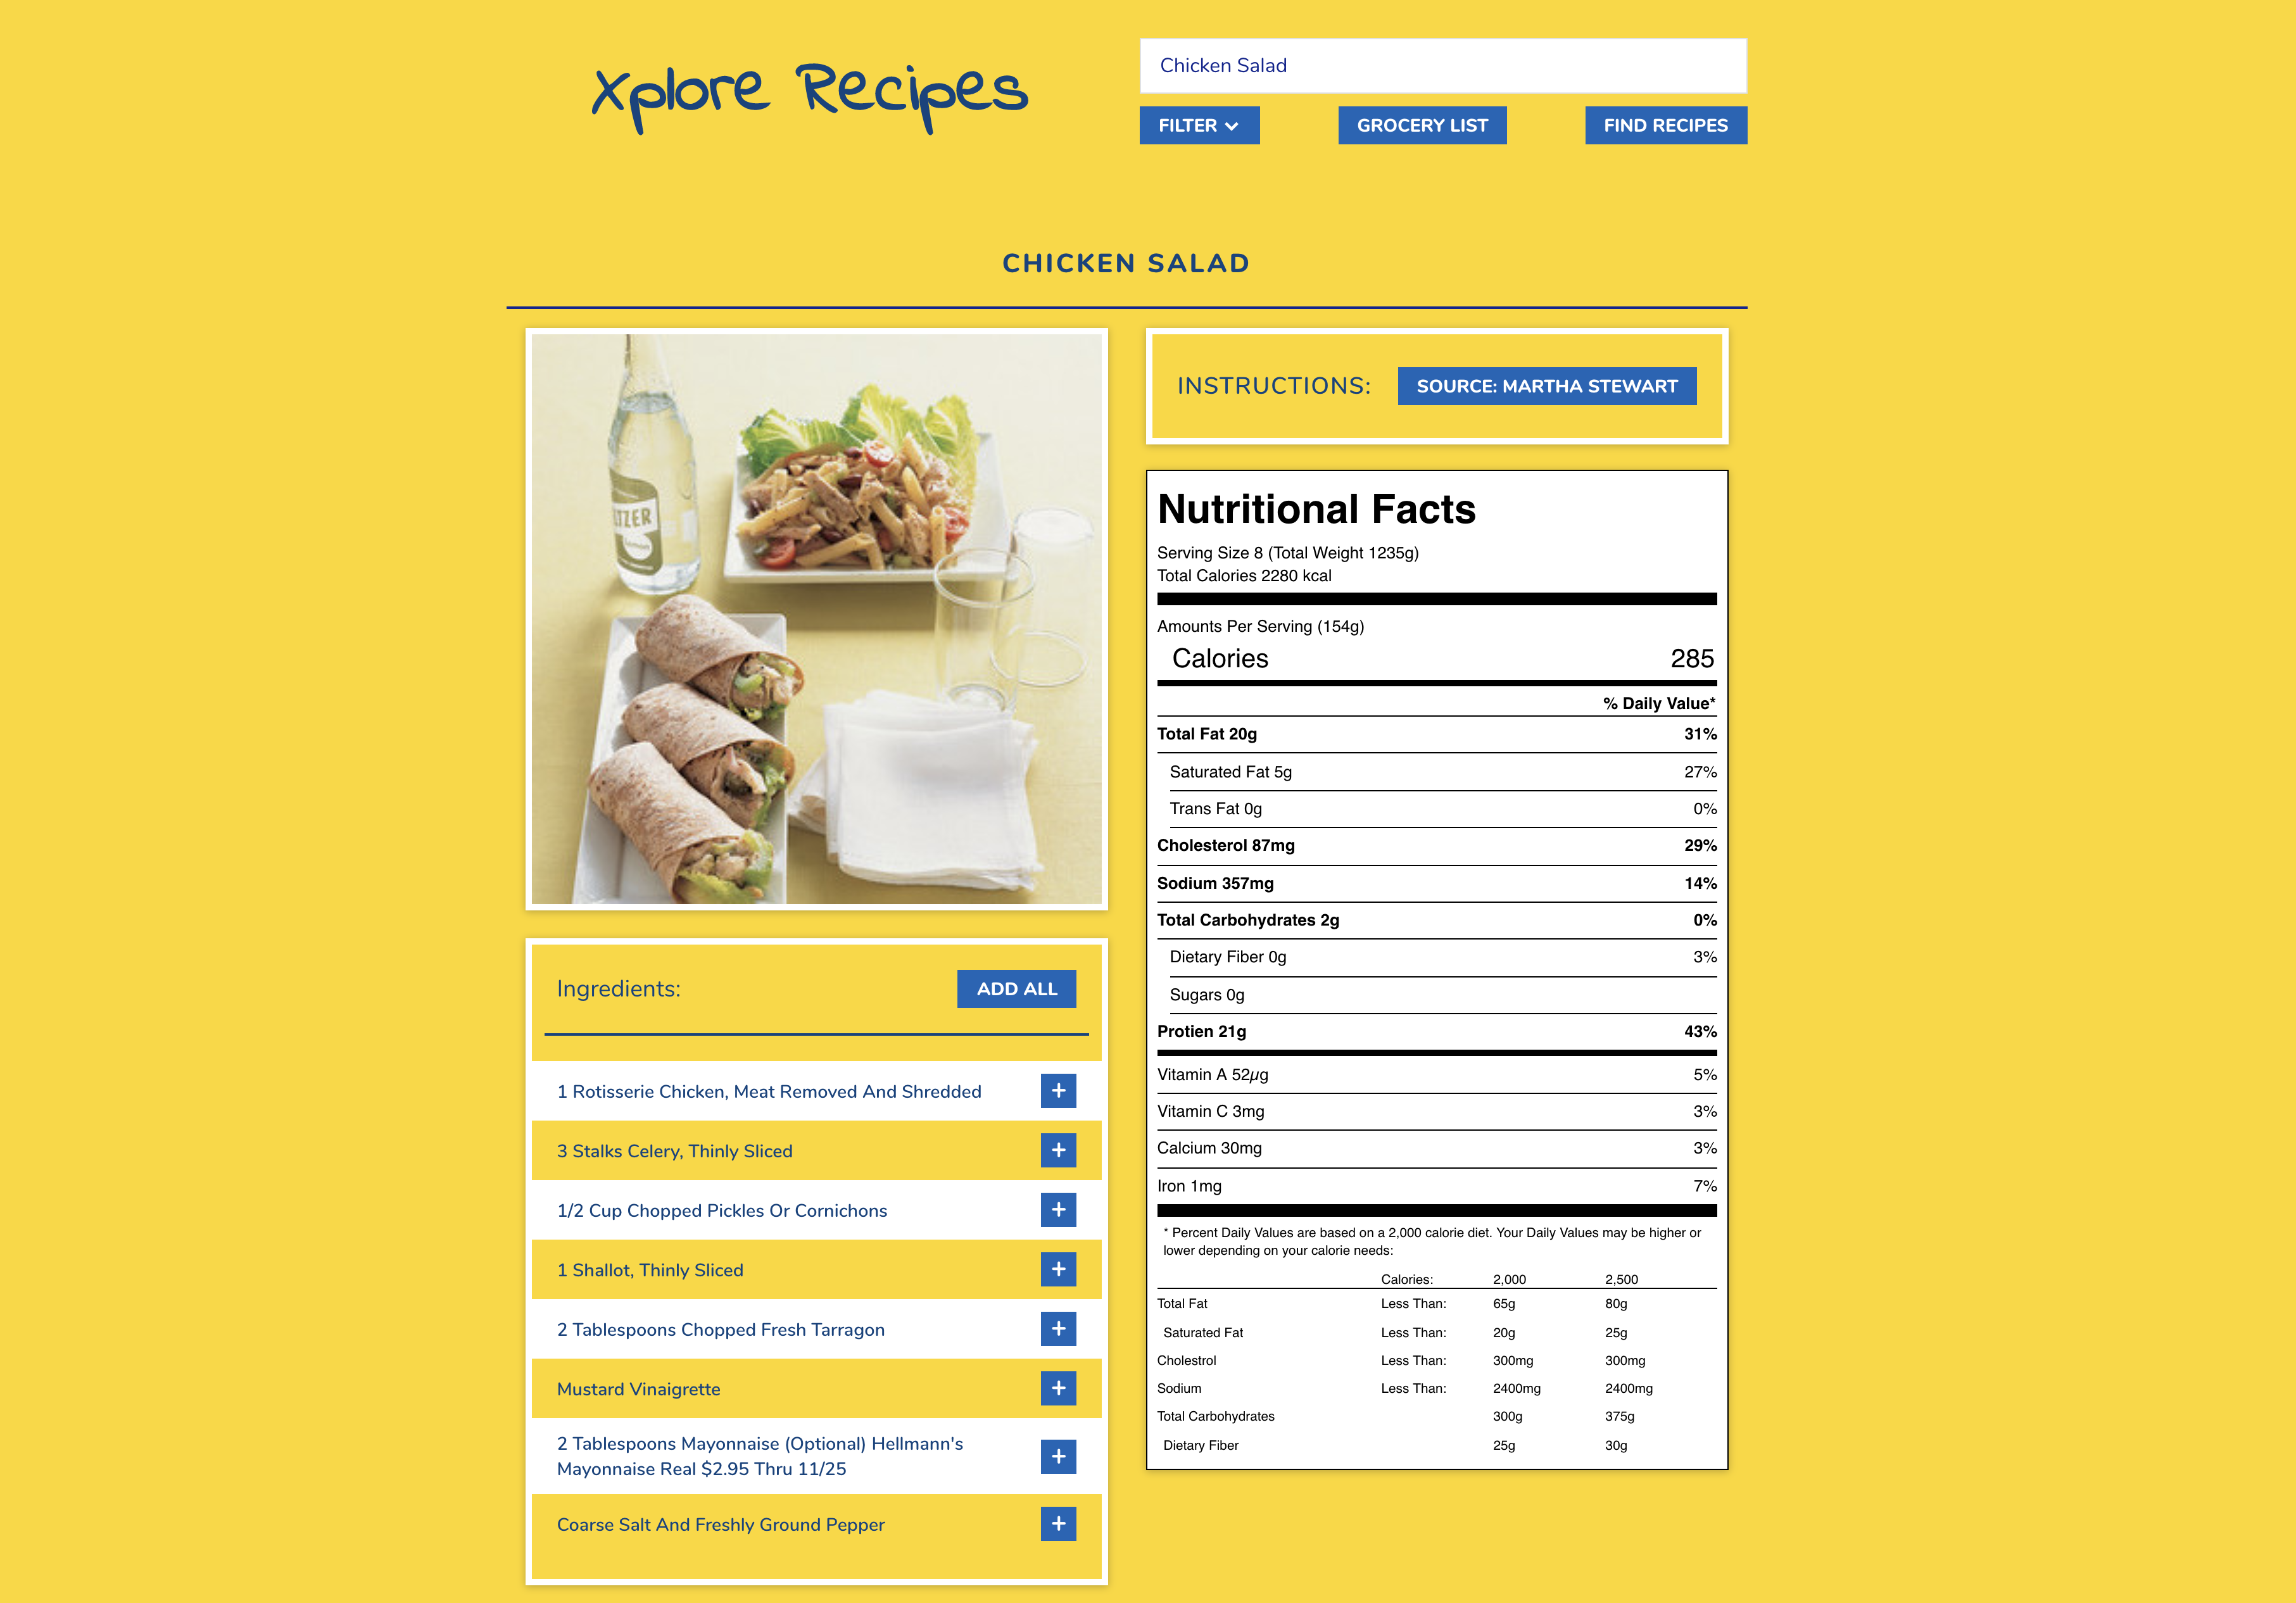 Xplore Recipes
Chicken Salad
FILTER
GROCERY LIST
FIND RECIPES
CHICKEN SALAD
TZER
INSTRUCTIONS:
SOURCE: MARTHA STEWART
Ingredients:
ADD ALL
1 Rotisserie Chicken, Meat Removed And Shredded +
3 Stalks Celery, Thinly Sliced +
1/2 Cup Chopped Pickles Or Cornichons +
1 Shallot, Thinly Sliced +
2 Tablespoons Chopped Fresh Tarragon +
Mustard Vinaigrette +
2 Tablespoons Mayonnaise (Optional) Hellmann's
Mayonnaise Real $2.95 Thru 11/25 +
Coarse Salt And Freshly Ground Pepper +
Nutritional Facts
Serving Size 8 (Total Weight 1235g)
Total Calories 2280 kcal
Amounts Per Serving (154g)
Calories 285
% Daily Value*
Total Fat 20g 31%
Saturated Fat 5g 27%
Trans Fat 0g 0%
Cholesterol 87mg 29%
Sodium 357mg 14%
Total Carbohydrates 2g 0%
Dietary Fiber 0g 3%
Sugars 0g
Protien 21g 43%
Vitamin A 52µg 5%
Vitamin C 3mg 3%
Calcium 30mg 3%
Iron 1mg 7%
* Percent Daily Values are based on a 2,000 calorie diet. Your Daily Values may be higher or
lower depending on your calorie needs:
Calories: 2,000 2,500
Total Fat Less Than: 65g 80g
Saturated Fat Less Than: 20g 25g
Cholestrol Less Than: 300mg 300mg
Sodium Less Than: 2400mg 2400mg
Total Carbohydrates 300g 375g
Dietary Fiber 25g 30g